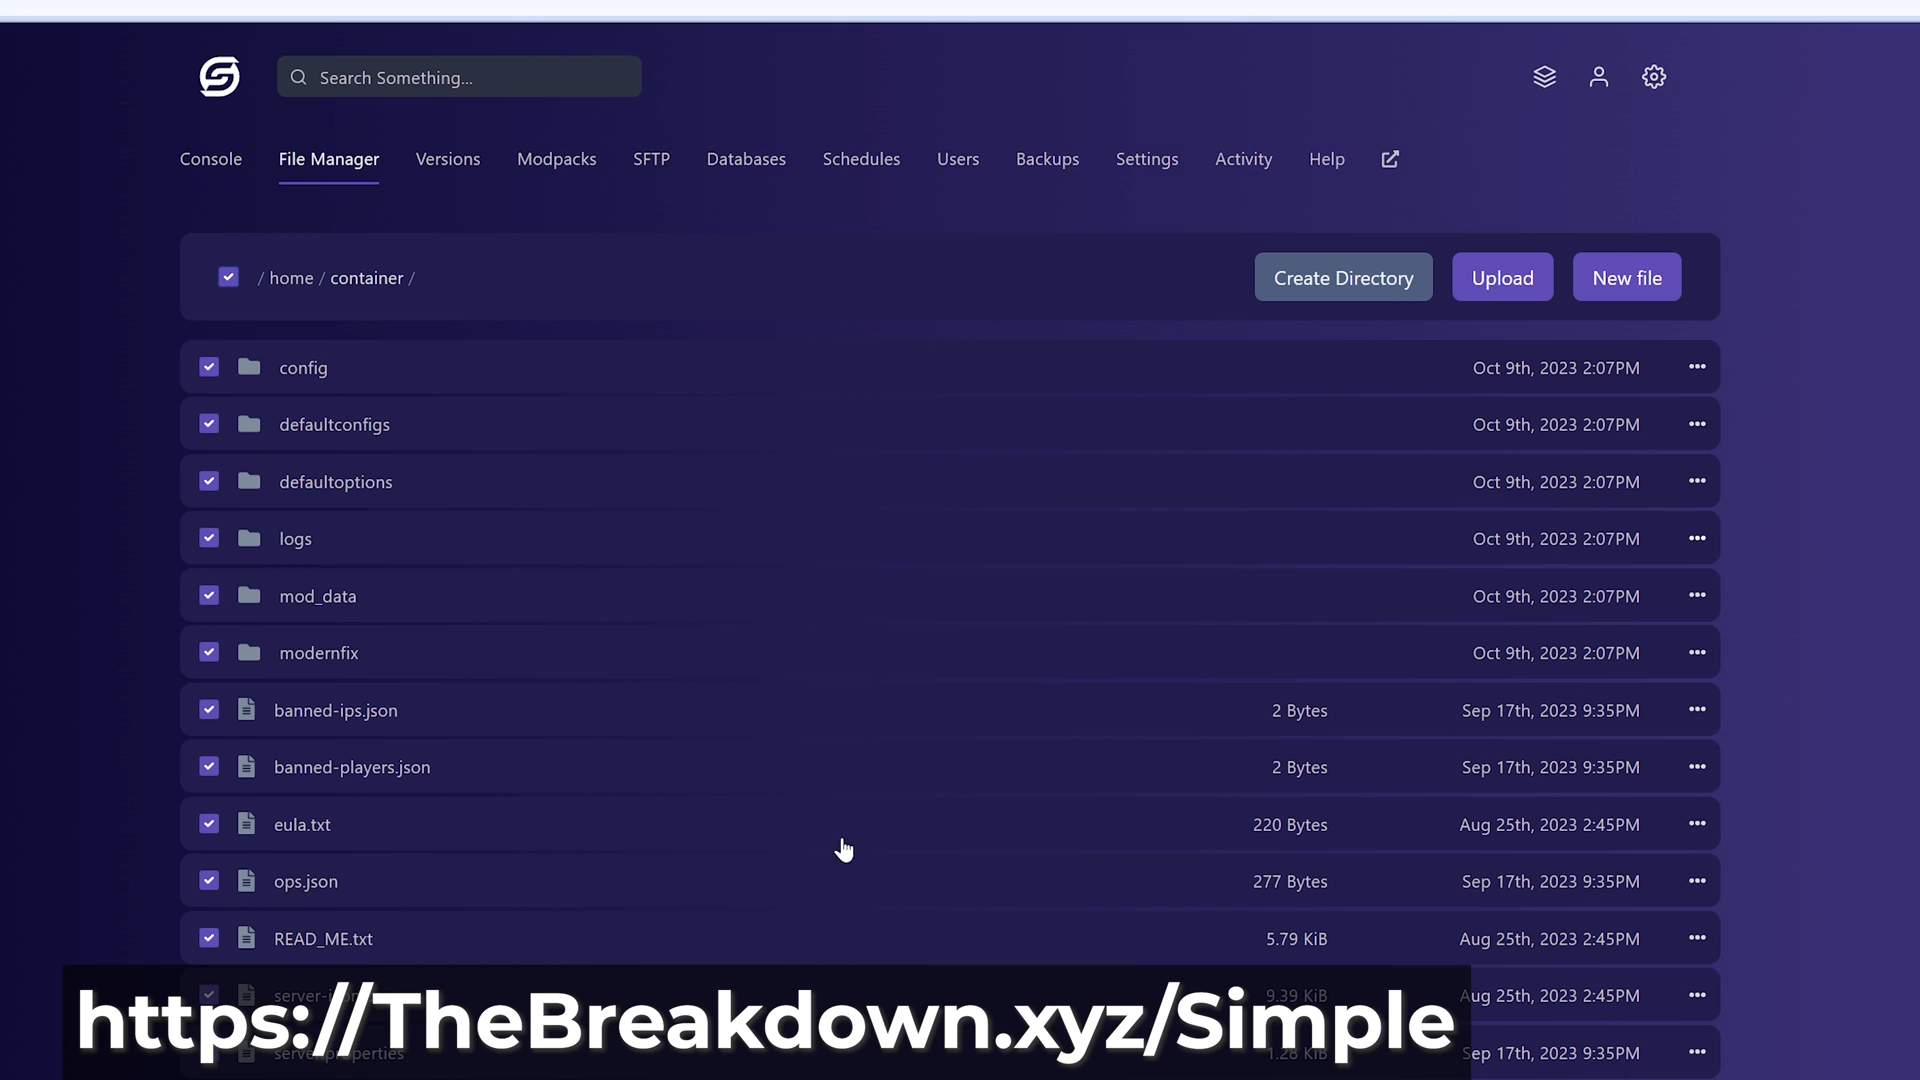 Search Something...
Console File Manager Versions Modpacks SFTP Databases Schedules Users Backups Settings Activity Help
/ home / container /
Create Directory Upload New file
config Oct 9th, 2023 2:07PM
defaultconfigs Oct 9th, 2023 2:07PM
defaultoptions Oct 9th, 2023 2:07PM
logs Oct 9th, 2023 2:07PM
mod_data Oct 9th, 2023 2:07PM
modernfix Oct 9th, 2023 2:07PM
banned-ips.json 2 Bytes Sep 17th, 2023 9:35PM
banned-players.json 2 Bytes Sep 17th, 2023 9:35PM
eula.txt 220 Bytes Aug 25th, 2023 2:45PM
ops.json 277 Bytes Sep 17th, 2023 9:35PM
READ_ME.txt 5.79 KiB Aug 25th, 2023 2:45PM
9.39 KiB Aug 25th, 2023 2:45PM
https://TheBreakdown.xyz/Simple
server.properties 1.28 KiB Sep 17th, 2023 9:35PM